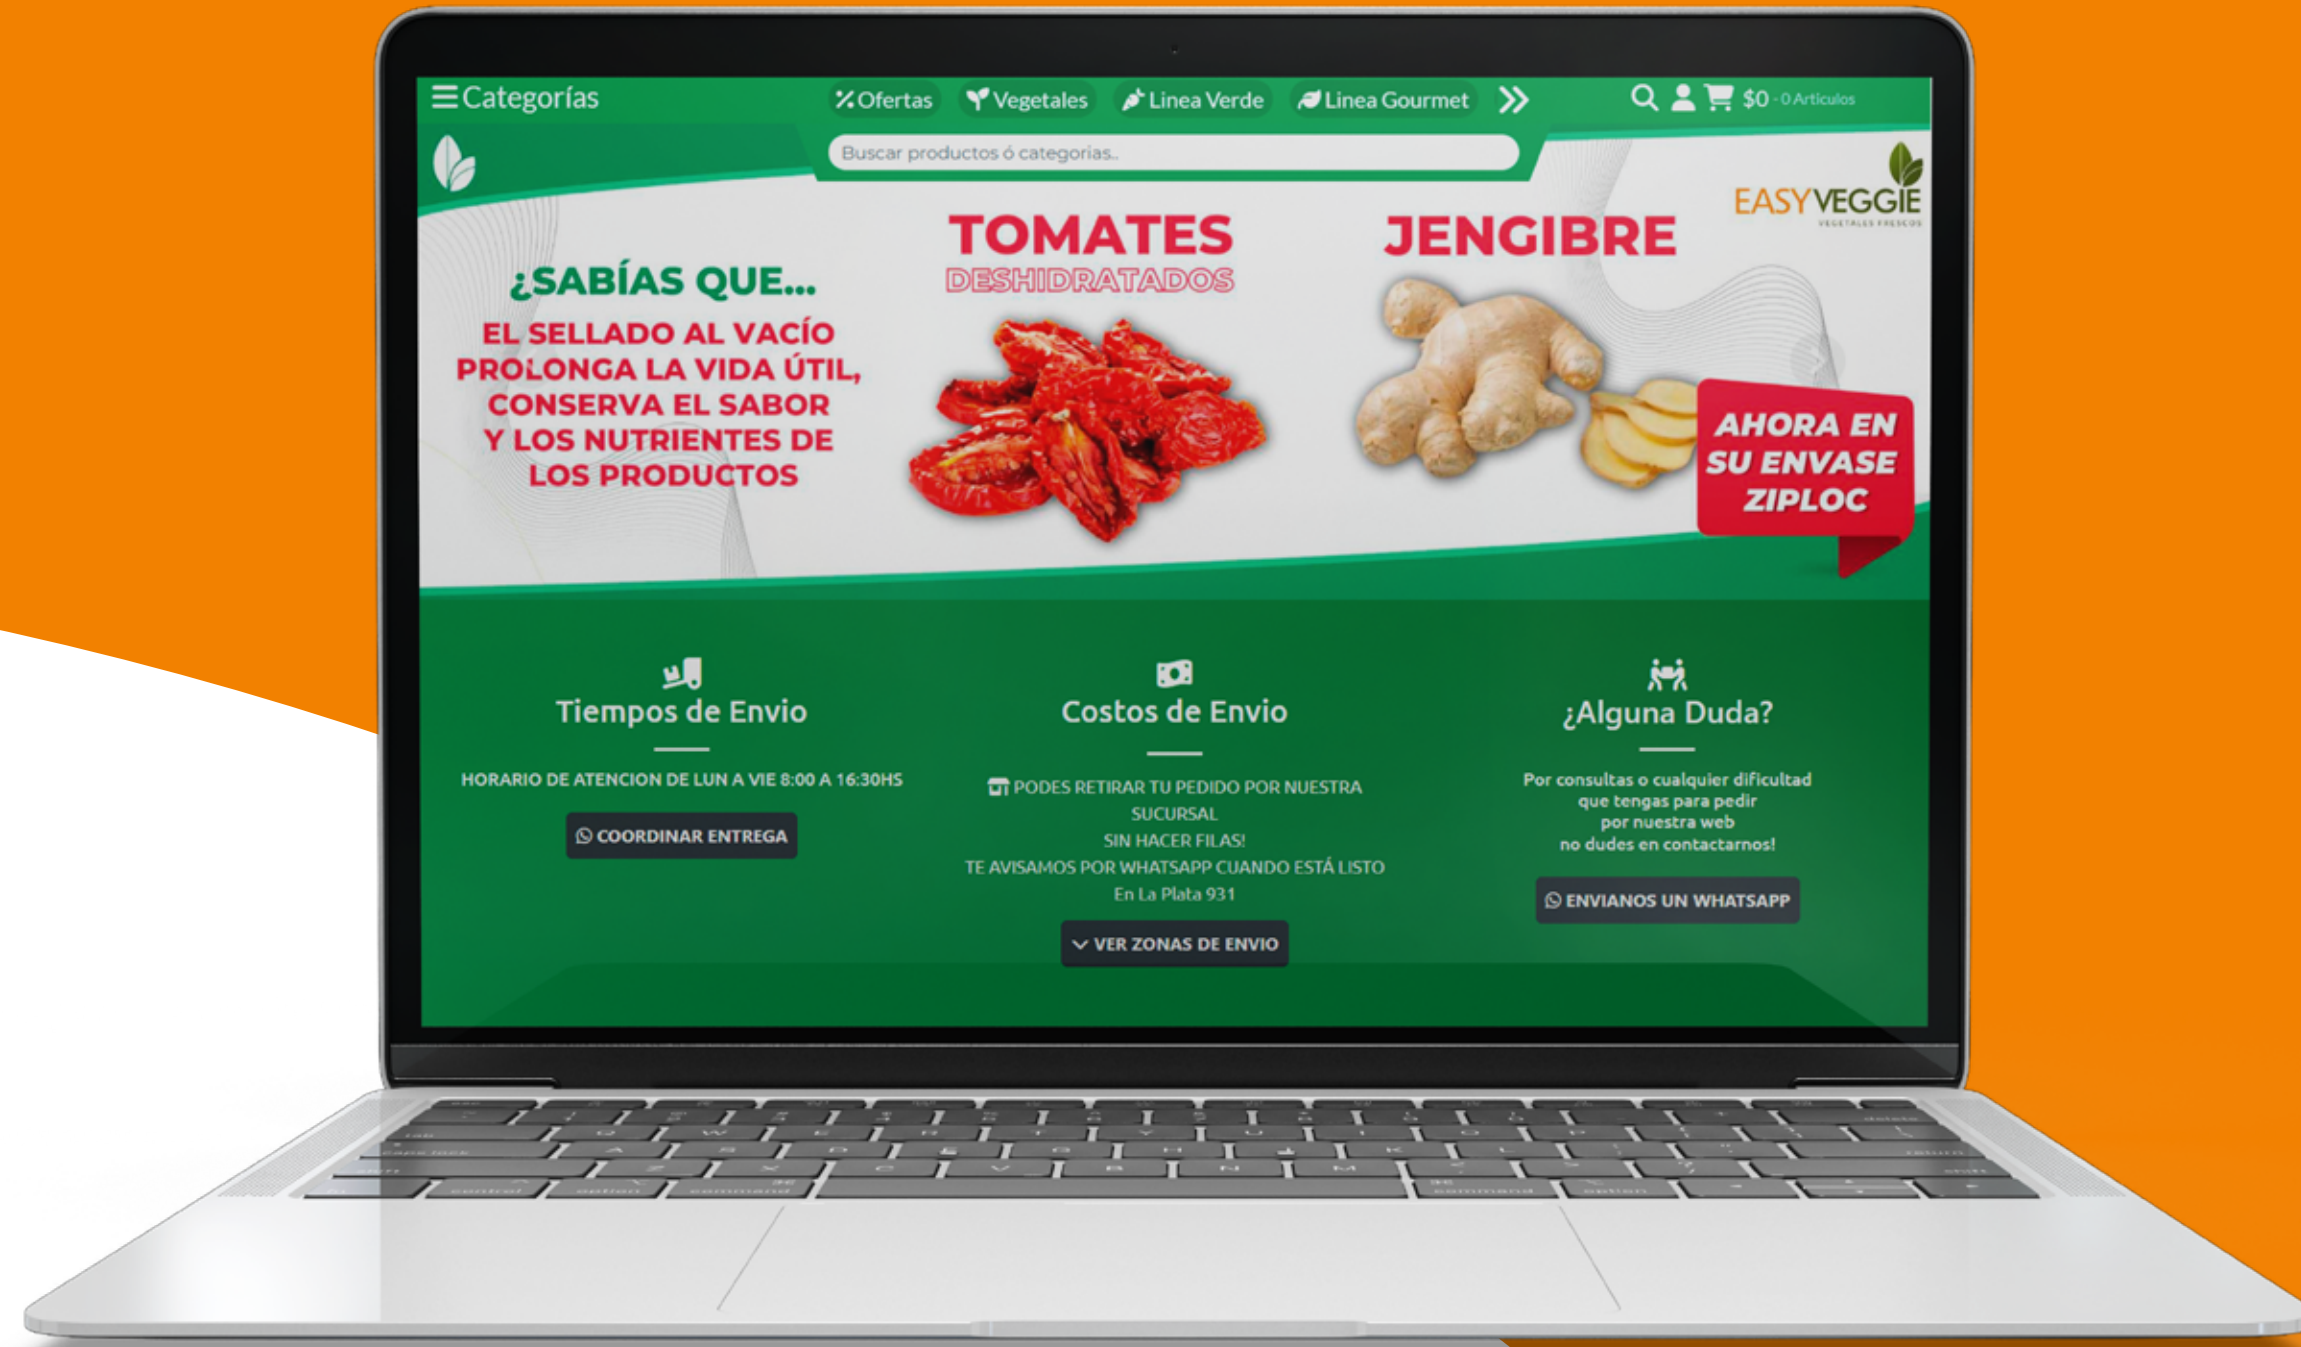 Categorías
Ofertas
Vegetales
Linea Verde
Linea Gourmet
$0 - 0 Articulos
Buscar productos ó categorias..
EASYVEGGIE
VEGETALES FRESCOS
¿SABÍAS QUE...
EL SELLADO AL VACÍO
PROLONGA LA VIDA ÚTIL,
CONSERVA EL SABOR
Y LOS NUTRIENTES DE
LOS PRODUCTOS
TOMATES
DESHIDRATADOS
JENGIBRE
AHORA EN
SU ENVASE
ZIPLOC
Tiempos de Envio
HORARIO DE ATENCION DE LUN A VIE 8:00 A 16:30HS
COORDINAR ENTREGA
Costos de Envio
PODES RETIRAR TU PEDIDO POR NUESTRA
SUCURSAL
SIN HACER FILAS!
TE AVISAMOS POR WHATSAPP CUANDO ESTÁ LISTO
En La Plata 931
VER ZONAS DE ENVIO
¿Alguna Duda?
Por consultas o cualquier dificultad
que tengas para pedir
por nuestra web
no dudes en contactarnos!
ENVIANOS UN WHATSAPP